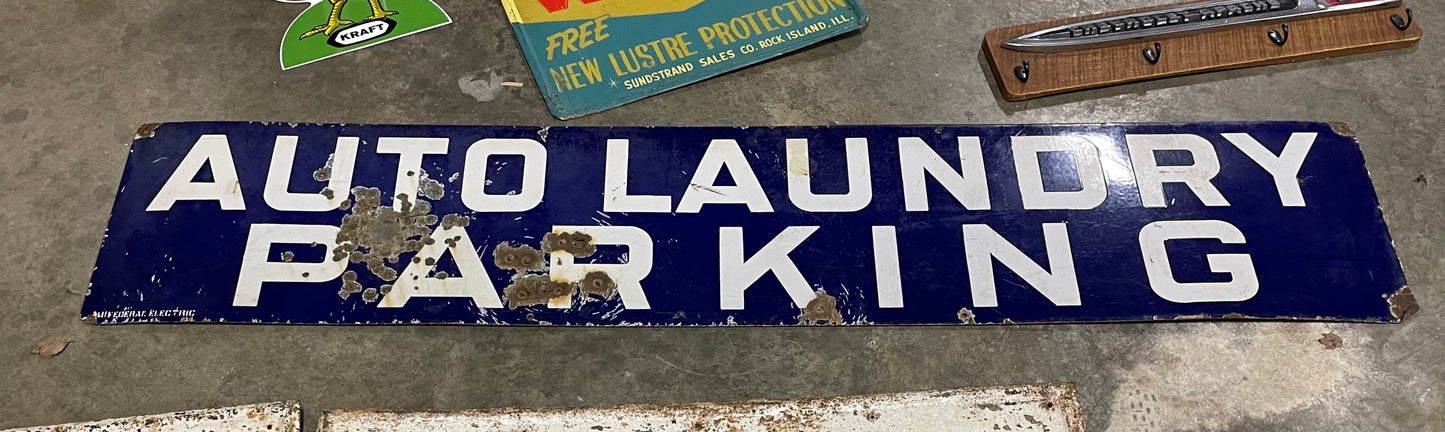 KRAFT
FREE
NEW LUSTRE PROTECTION
SUNDSTRAND SALES CO. ROCK ISLAND, ILL.
AUTO LAUNDRY
PARKING
FEDERAL ELECTRIC